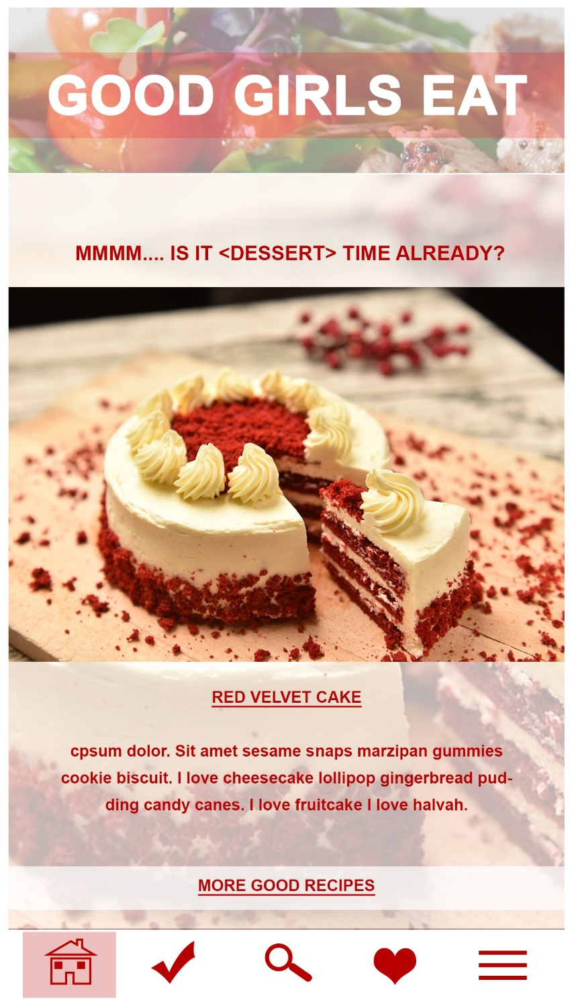 GOOD GIRLS EAT
MMMM.... IS IT <DESSERT> TIME ALREADY?
RED VELVET CAKE
cpsum dolor. Sit amet sesame snaps marzipan gummies
cookie biscuit. I love cheesecake lollipop gingerbread pud-
ding candy canes. I love fruitcake I love halvah.
MORE GOOD RECIPES